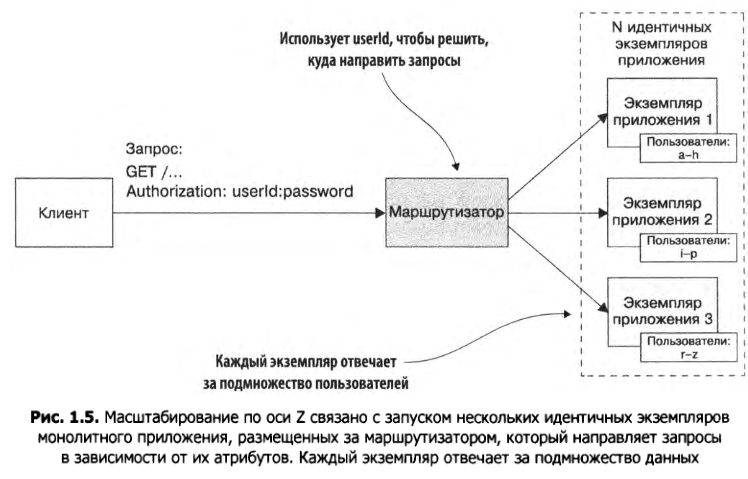 Использует userId, чтобы решить,
куда направить запросы
N идентичных
экземпляров
приложения
Запрос:
GET /...
Authorization: userId:password
Клиент
Маршрутизатор
Экземпляр
приложения 1
Пользователи:
a–h
Экземпляр
приложения 2
Пользователи:
i–p
Экземпляр
приложения 3
Пользователи:
r–z
Каждый экземпляр отвечает
за подмножество пользователей
Рис. 1.5. Масштабирование по оси Z связано с запуском нескольких идентичных экземпляров
монолитного приложения, размещенных за маршрутизатором, который направляет запросы
в зависимости от их атрибутов. Каждый экземпляр отвечает за подмножество данных